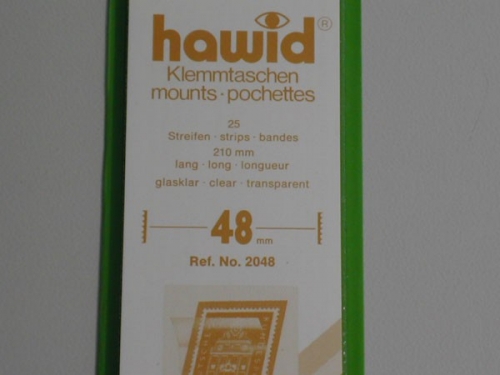 hawid®
Klemmtaschen
mounts · pochettes
25
Streifen · strips · bandes
210 mm
lang · long · longueur
glasklar · clear · transparent
48 mm
Ref. No. 2048